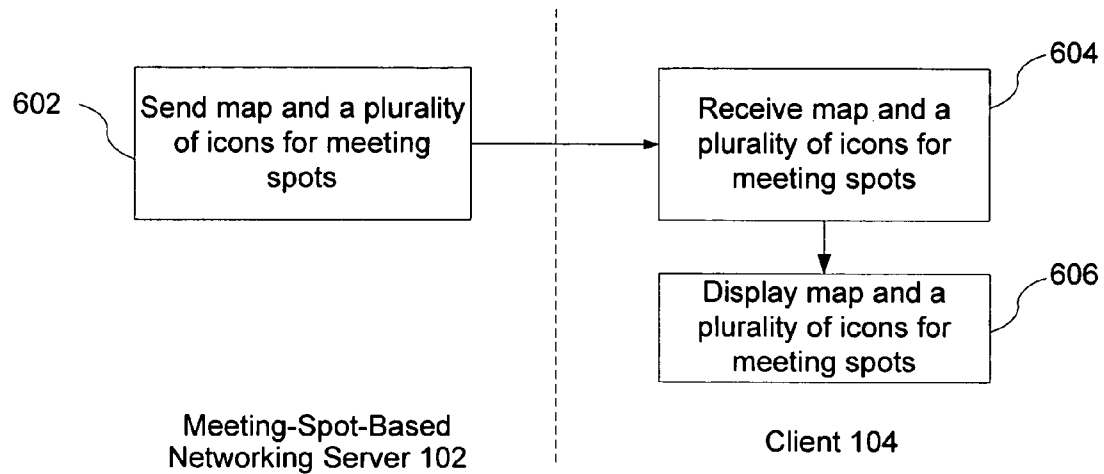 602
Send map and a plurality
of icons for meeting
spots
604
Receive map and a
plurality of icons for
meeting spots
606
Display map and a
plurality of icons for
meeting spots
Meeting-Spot-Based
Networking Server 102
Client 104